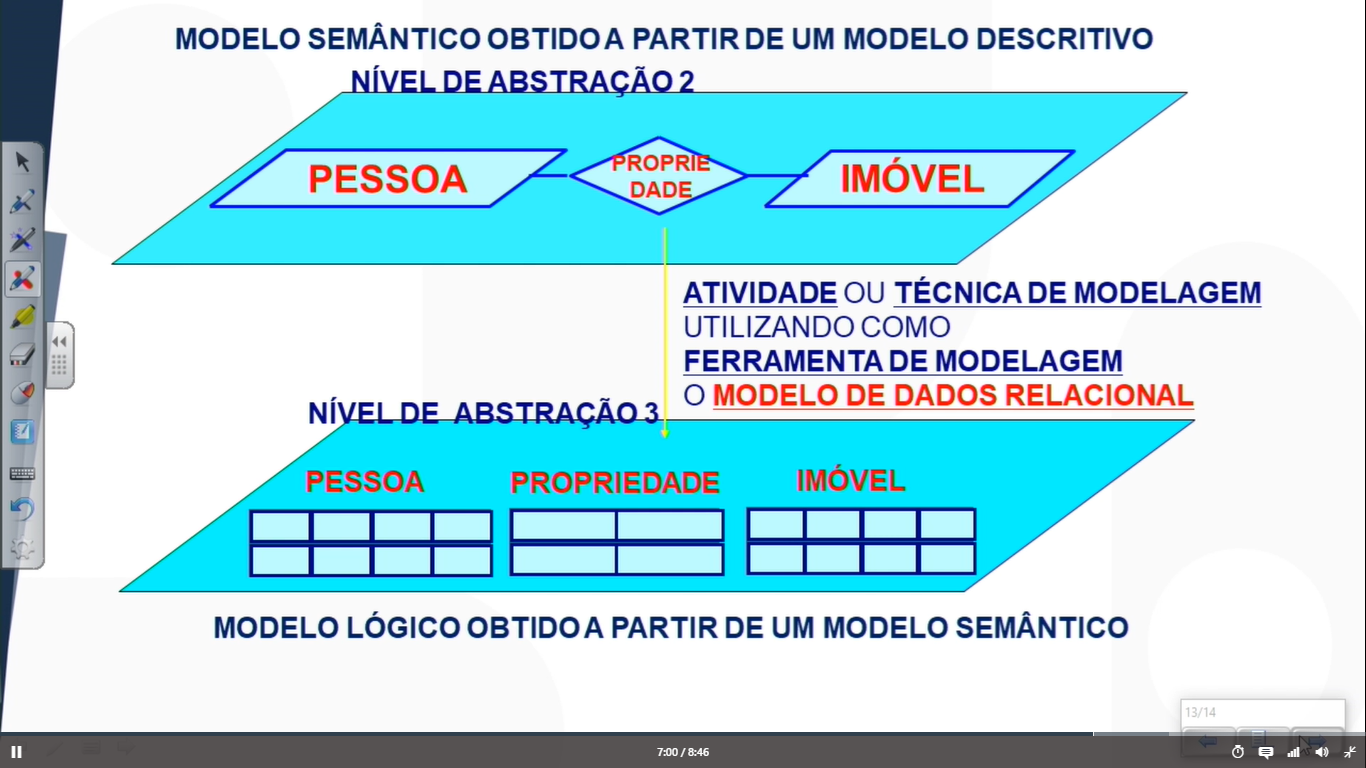 MODELO SEMÂNTICO OBTIDO A PARTIR DE UM MODELO DESCRITIVO
NÍVEL DE ABSTRAÇÃO 2
PESSOA
PROPRIE
DADE
IMÓVEL
ATIVIDADE OU TÉCNICA DE MODELAGEM
UTILIZANDO COMO
FERRAMENTA DE MODELAGEM
O MODELO DE DADOS RELACIONAL
NÍVEL DE ABSTRAÇÃO 3
PESSOA
PROPRIEDADE
IMÓVEL
MODELO LÓGICO OBTIDO A PARTIR DE UM MODELO SEMÂNTICO
13/14
7:00 / 8:46